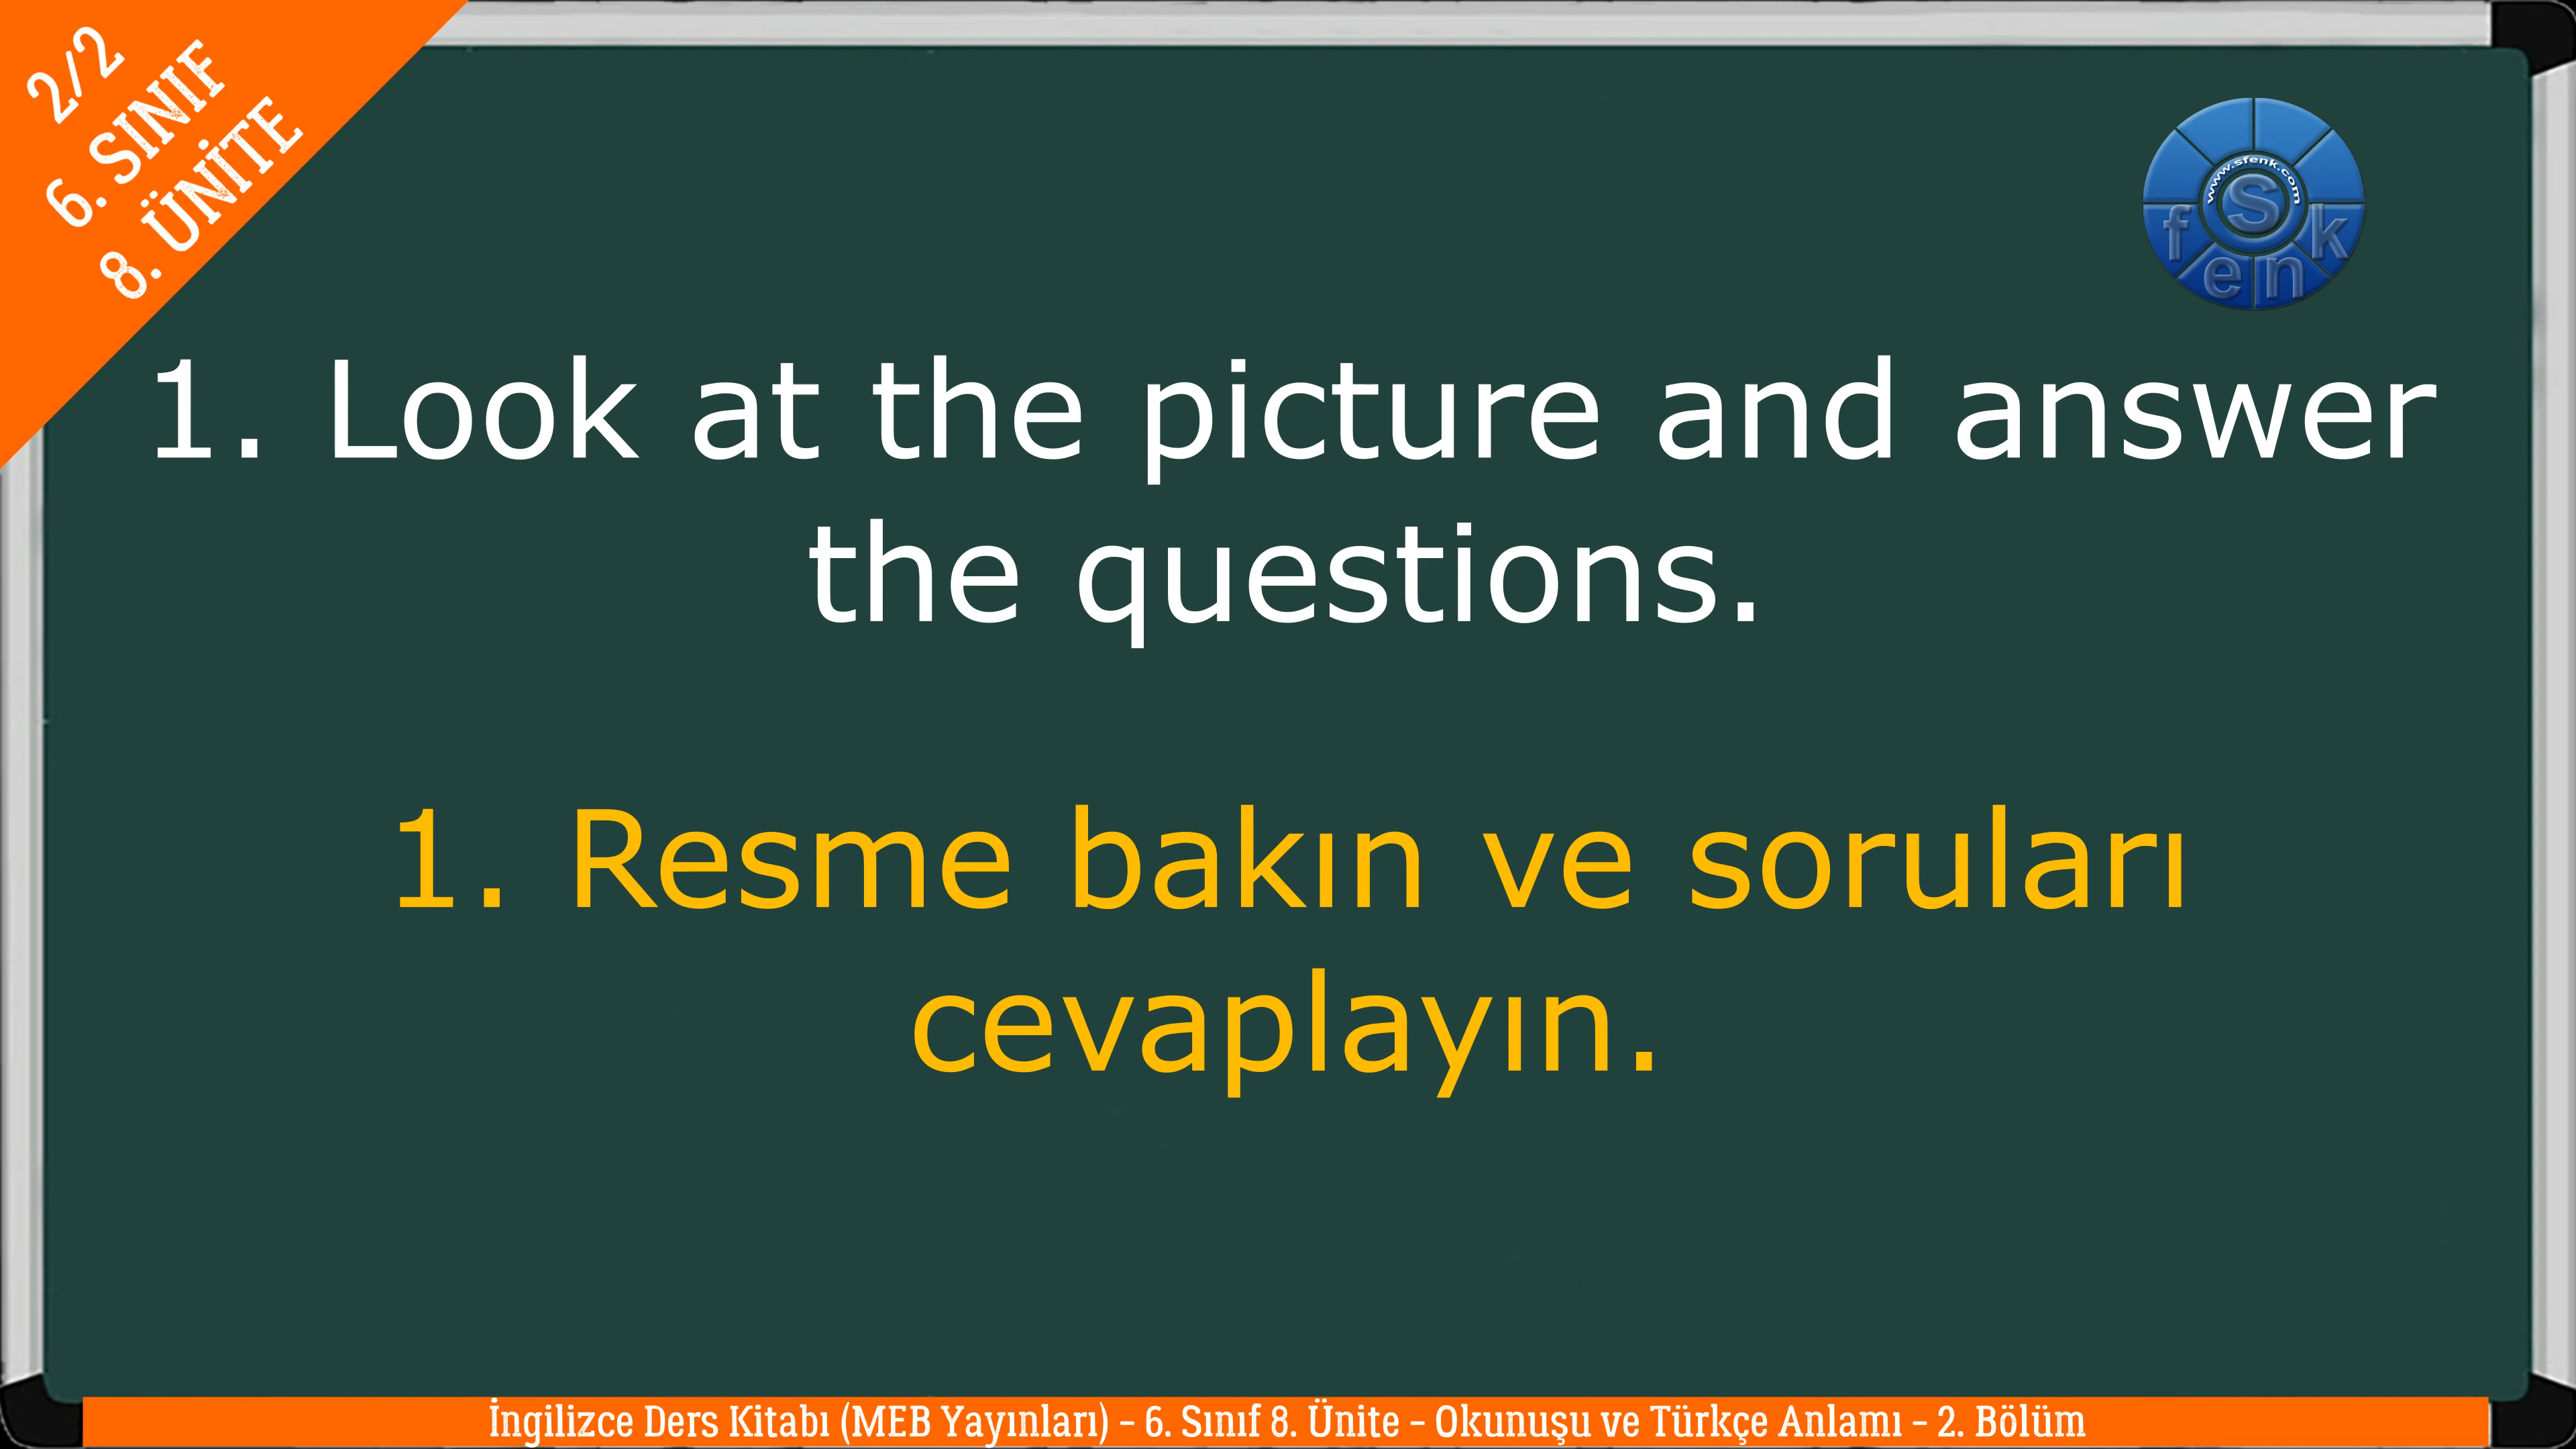 2/2
6. SINIF
8. ÜNİTE
www.sfenk.com
S
f e n k
1. Look at the picture and answer
the questions.
1. Resme bakın ve soruları
cevaplayın.
İngilizce Ders Kitabı (MEB Yayınları) – 6. Sınıf 8. Ünite – Okunuşu ve Türkçe Anlamı – 2. Bölüm